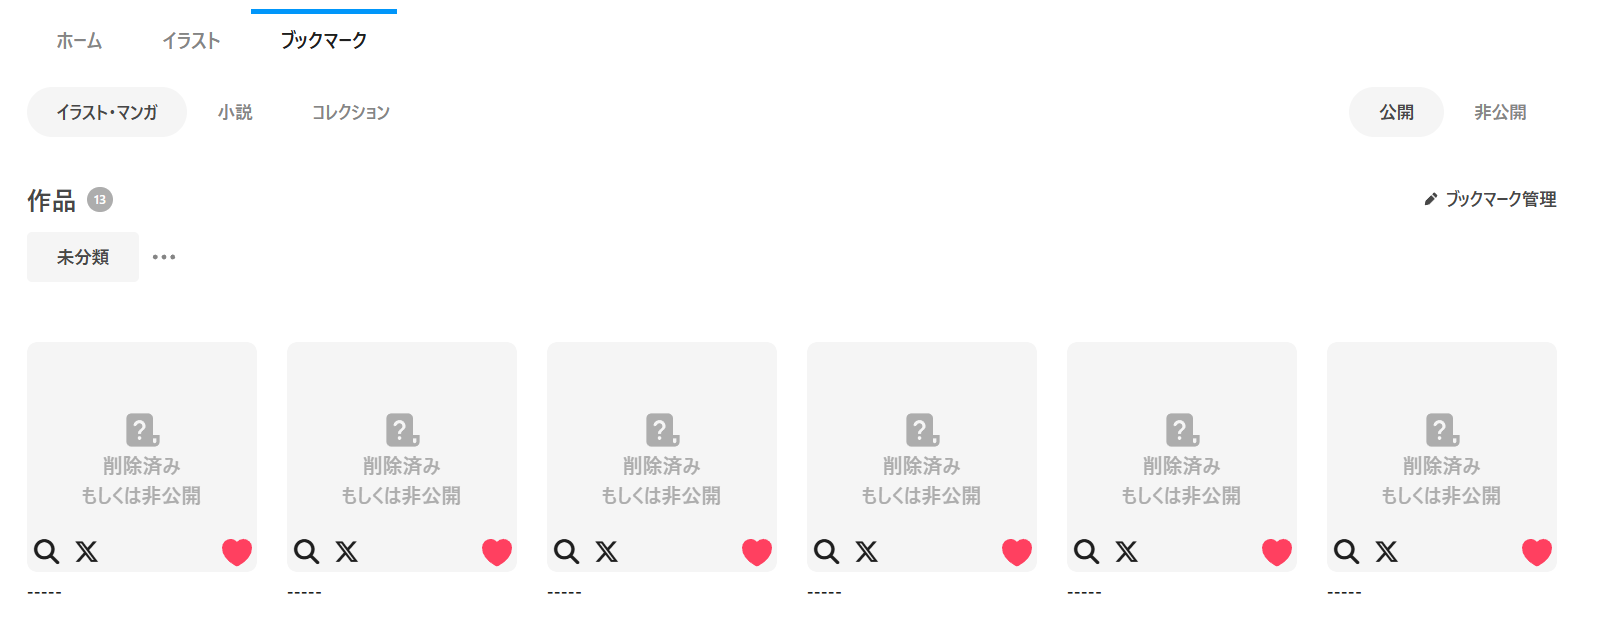 ホーム イラスト ブックマーク
イラスト・マンガ 小説 コレクション 公開 非公開
作品 13 ブックマーク管理
未分類 •••
削除済み 削除済み 削除済み 削除済み 削除済み 削除済み
もしくは非公開 もしくは非公開 もしくは非公開 もしくは非公開 もしくは非公開 もしくは非公開
----- ----- ----- ----- ----- -----